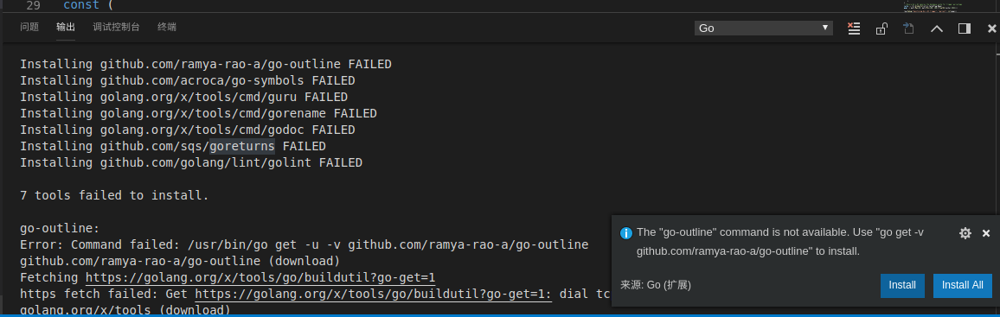 29 const (
问题 输出 调试控制台 终端 Go
Installing github.com/ramya-rao-a/go-outline FAILED
Installing github.com/acroca/go-symbols FAILED
Installing golang.org/x/tools/cmd/guru FAILED
Installing golang.org/x/tools/cmd/gorename FAILED
Installing golang.org/x/tools/cmd/godoc FAILED
Installing github.com/sqs/goreturns FAILED
Installing github.com/golang/lint/golint FAILED
7 tools failed to install.
go-outline:
Error: Command failed: /usr/bin/go get -u -v github.com/ramya-rao-a/go-outline
github.com/ramya-rao-a/go-outline (download)
Fetching https://golang.org/x/tools/go/buildutil?go-get=1
https fetch failed: Get https://golang.org/x/tools/go/buildutil?go-get=1: dial tc
golang.org/x/tools (download)
The "go-outline" command is not available. Use "go get -v
github.com/ramya-rao-a/go-outline" to install.
来源: Go (扩展) Install Install All